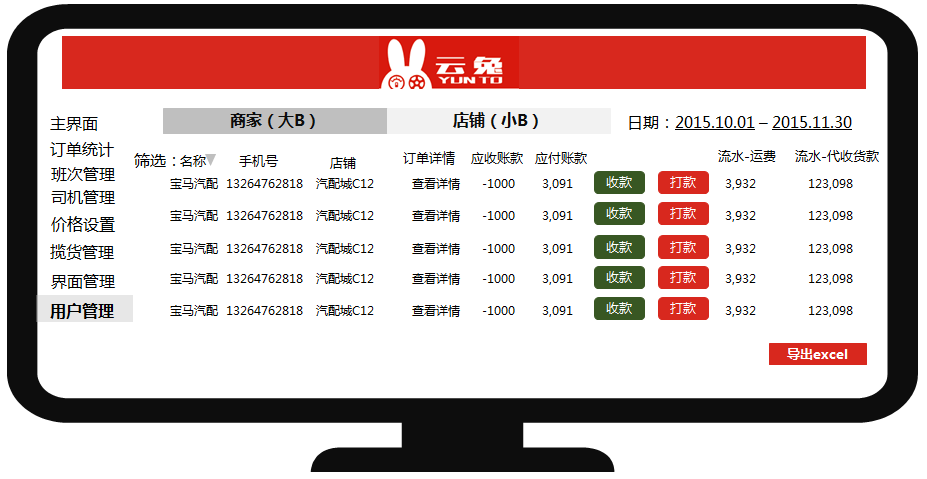 云兔
YUN TO
商家（大B） 店铺（小B） 日期：2015.10.01 – 2015.11.30
主界面
订单统计
班次管理
司机管理
价格设置
揽货管理
界面管理
用户管理
筛选：名称 手机号 店铺 订单详情 应收账款 应付账款 流水-运费 流水-代收货款
宝马汽配 13264762818 汽配城C12 查看详情 -1000 3,091 收款 打款 3,932 123,098
宝马汽配 13264762818 汽配城C12 查看详情 -1000 3,091 收款 打款 3,932 123,098
宝马汽配 13264762818 汽配城C12 查看详情 -1000 3,091 收款 打款 3,932 123,098
宝马汽配 13264762818 汽配城C12 查看详情 -1000 3,091 收款 打款 3,932 123,098
宝马汽配 13264762818 汽配城C12 查看详情 -1000 3,091 收款 打款 3,932 123,098
导出excel